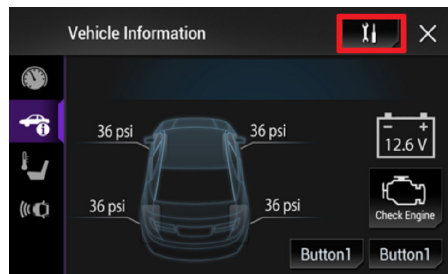 Vehicle Information
36 psi 36 psi
- +
12.6 V
36 psi 36 psi
Check Engine
Button1 Button1